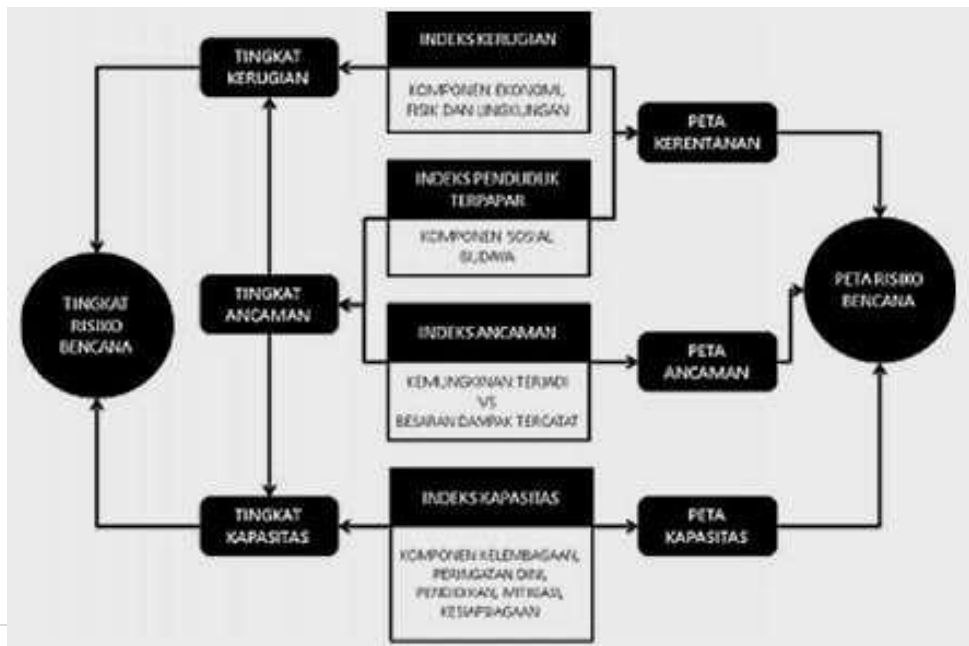 INDEKS KERUGIAN
KOMPONEN EKONOMI,
FISIK DAN LINGKUNGAN
TINGKAT
KERUGIAN
PETA
KERENTANAN
INDEKS PENDUDUK
TERPAPAR
KOMPONEN SOSIAL
BUDAYA
TINGKAT
RISIKO
BENCANA
TINGKAT
ANCAMAN
PETA RISIKO
BENCANA
INDEKS ANCAMAN
KEMUNGKINAN TERJADI
VS
BESARAN DAMPAK TERCATAT
PETA
ANCAMAN
INDEKS KAPASITAS
KOMPONEN KELEMBAGAAN,
PERINGATAN DINI,
PENDIDIKAN, MITIGASI,
KESIAPSIAGAAN
TINGKAT
KAPASITAS
PETA
KAPASITAS